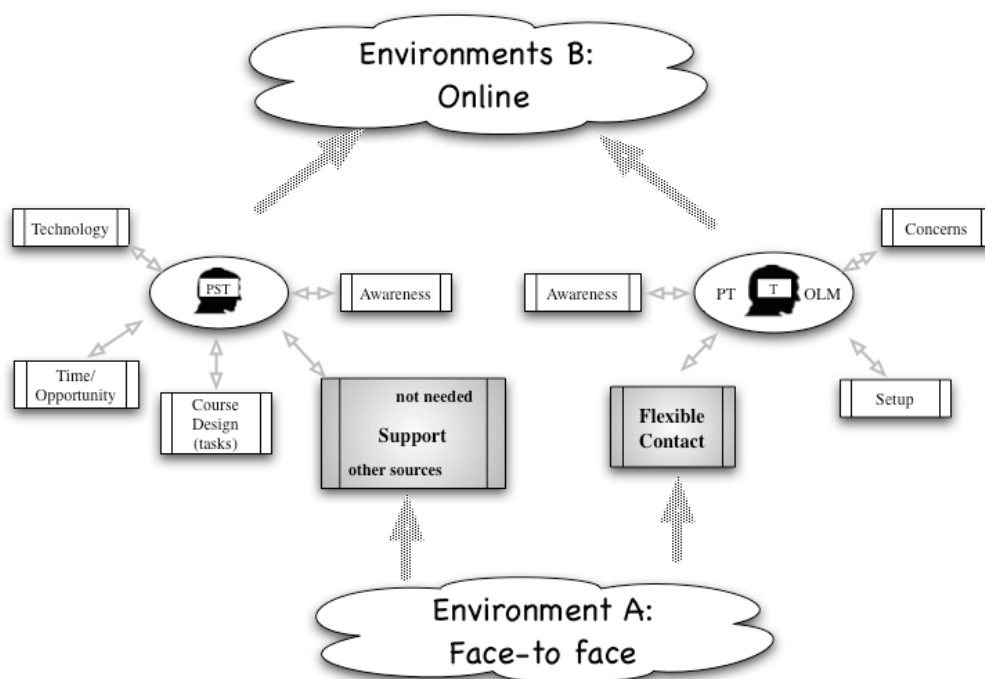 Environments B:
Online
Technology
Concerns
PST
Awareness
Awareness
PT
T
OLM
Time/
Opportunity
Course
Design
(tasks)
not needed
Support
other sources
Flexible
Contact
Setup
Environment A:
Face-to face